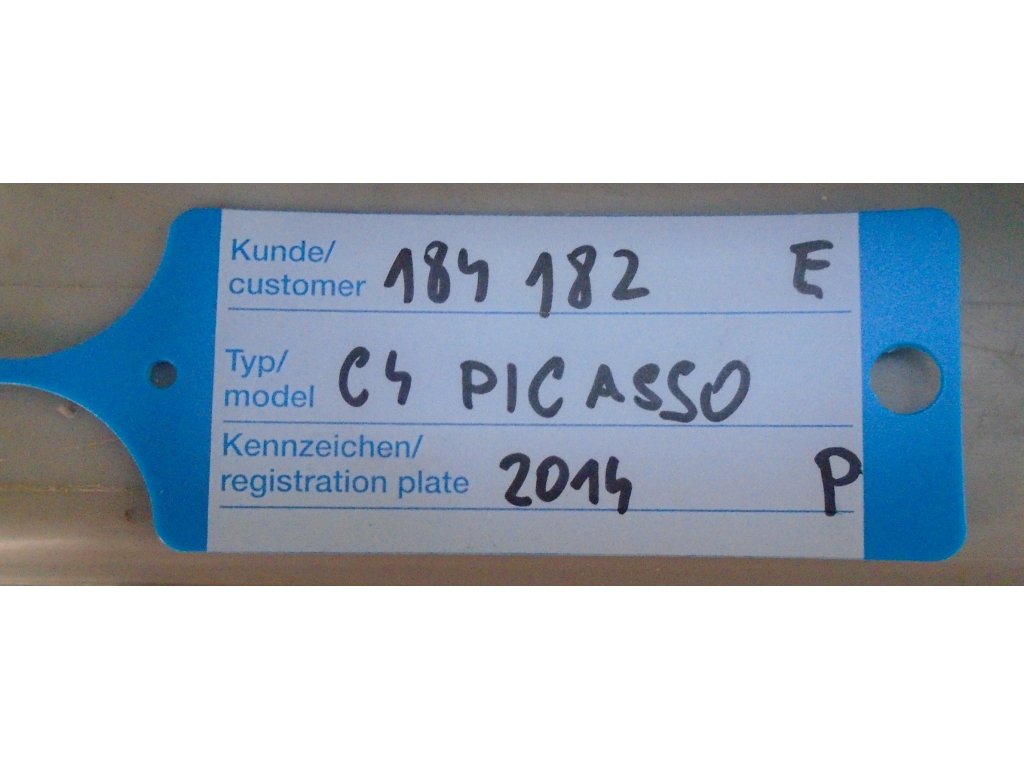 Kunde/
customer 184 182 E
Typ/
model C4 PICASSO
Kennzeichen/
registration plate 2014 P